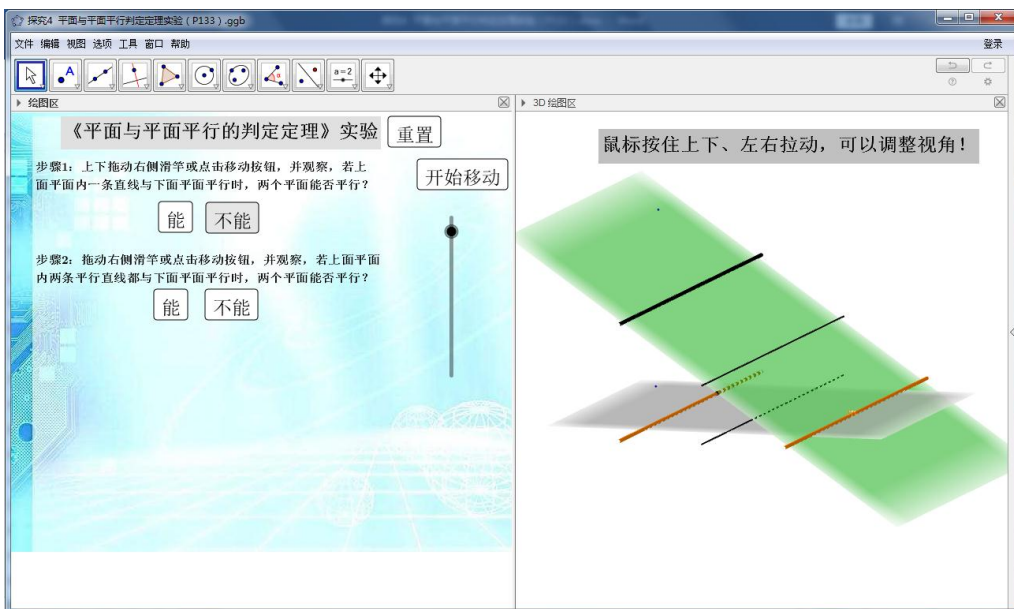 探究4 平面与平面平行判定定理实验（P133）.ggb
文件 编辑 视图 选项 工具 窗口 帮助
登录
A
α
a=2
绘图区
3D 绘图区
《平面与平面平行的判定定理》实验
重置
鼠标按住上下、左右拉动，可以调整视角！
步骤1：上下拖动右侧滑竿或点击移动按钮，并观察，若上
面平面内一条直线与下面平面平行时，两个平面能否平行？
开始移动
能
不能
步骤2：拖动右侧滑竿或点击移动按钮，并观察，若上面平面
内两条平行直线都与下面平面平行时，两个平面能否平行？
能
不能